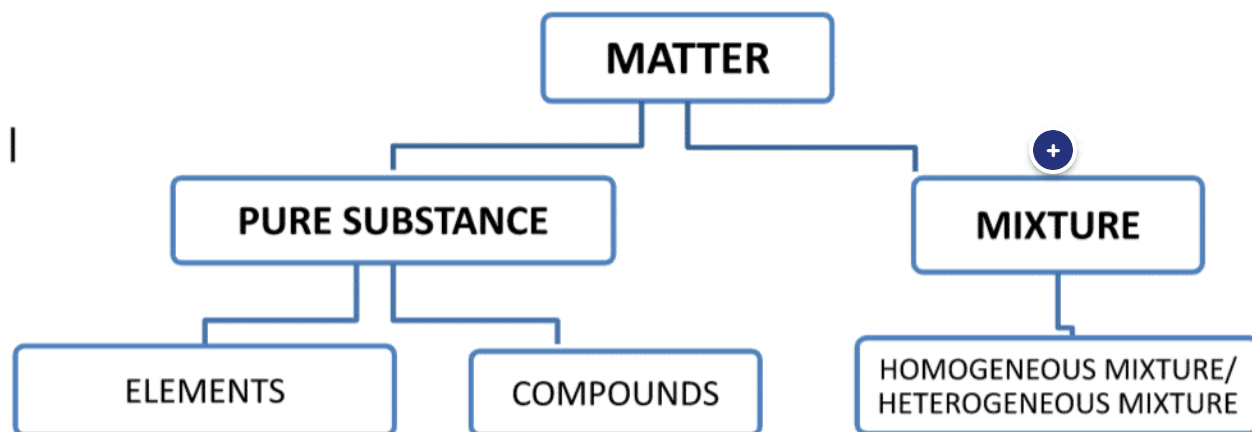 MATTER
+
PURE SUBSTANCE
MIXTURE
ELEMENTS
COMPOUNDS
HOMOGENEOUS MIXTURE/
HETEROGENEOUS MIXTURE